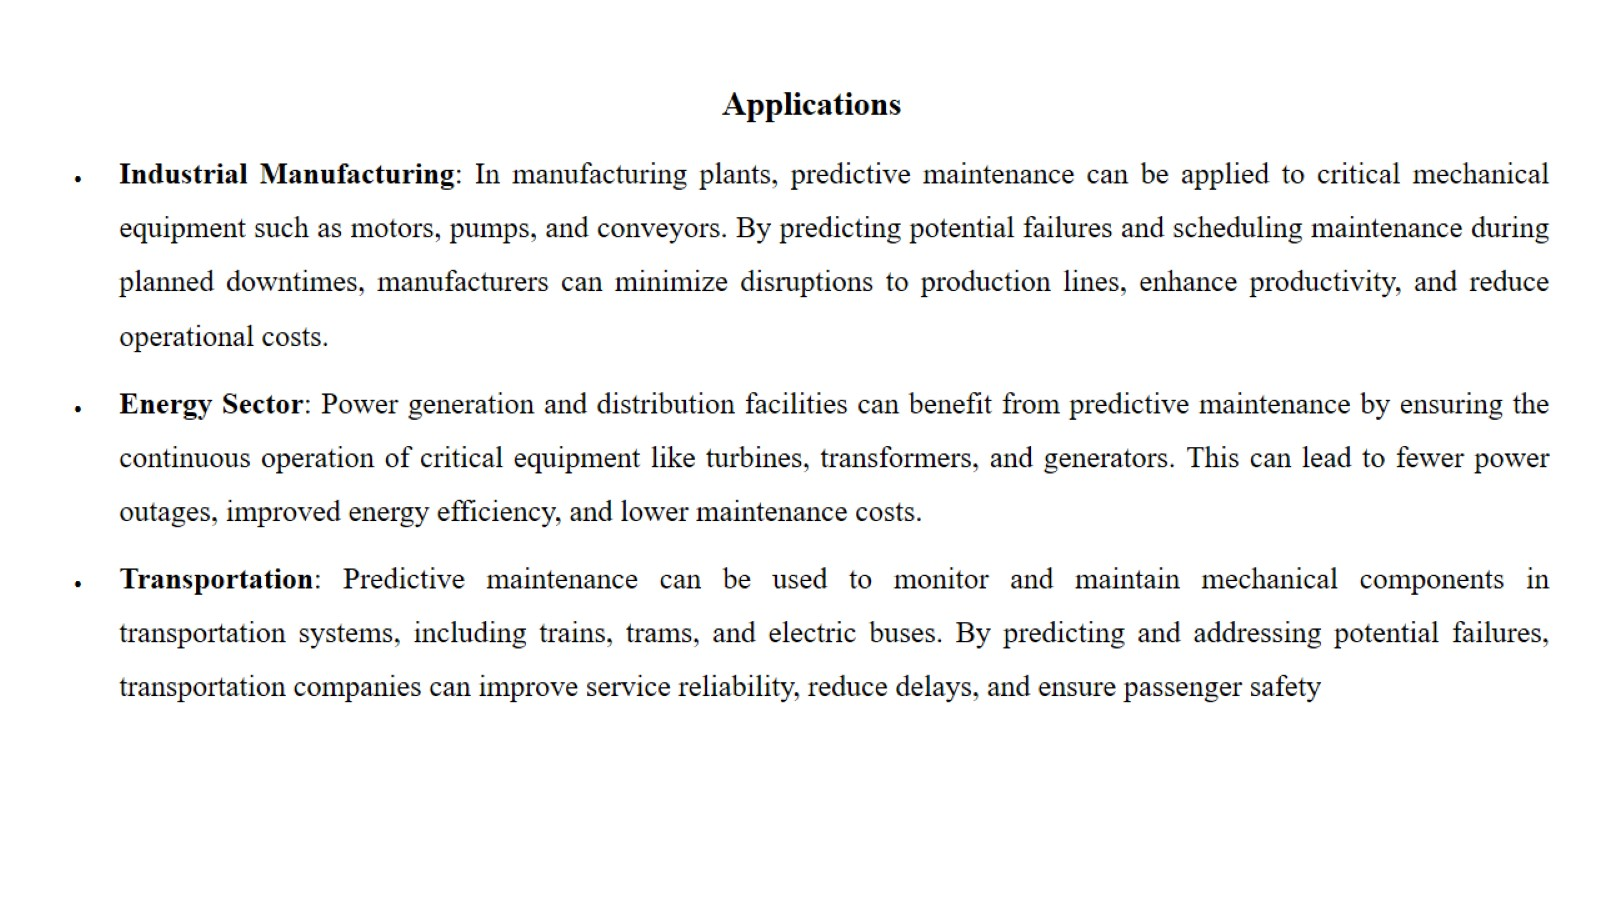 Applications
• Industrial Manufacturing: In manufacturing plants, predictive maintenance can be applied to critical mechanical
equipment such as motors, pumps, and conveyors. By predicting potential failures and scheduling maintenance during
planned downtimes, manufacturers can minimize disruptions to production lines, enhance productivity, and reduce
operational costs.
• Energy Sector: Power generation and distribution facilities can benefit from predictive maintenance by ensuring the
continuous operation of critical equipment like turbines, transformers, and generators. This can lead to fewer power
outages, improved energy efficiency, and lower maintenance costs.
• Transportation: Predictive maintenance can be used to monitor and maintain mechanical components in
transportation systems, including trains, trams, and electric buses. By predicting and addressing potential failures,
transportation companies can improve service reliability, reduce delays, and ensure passenger safety